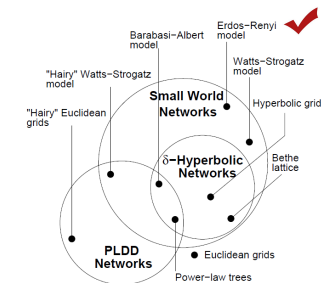 Erdos-Renyi
model
Barabasi-Albert
model
Watts-Strogatz
model
"Hairy" Watts-Strogatz
model
Small World
Networks
Hyperbolic grid
"Hairy" Euclidean
grids
δ-Hyperbolic
Networks
Bethe
lattice
PLDD
Networks
Euclidean grids
Power-law trees